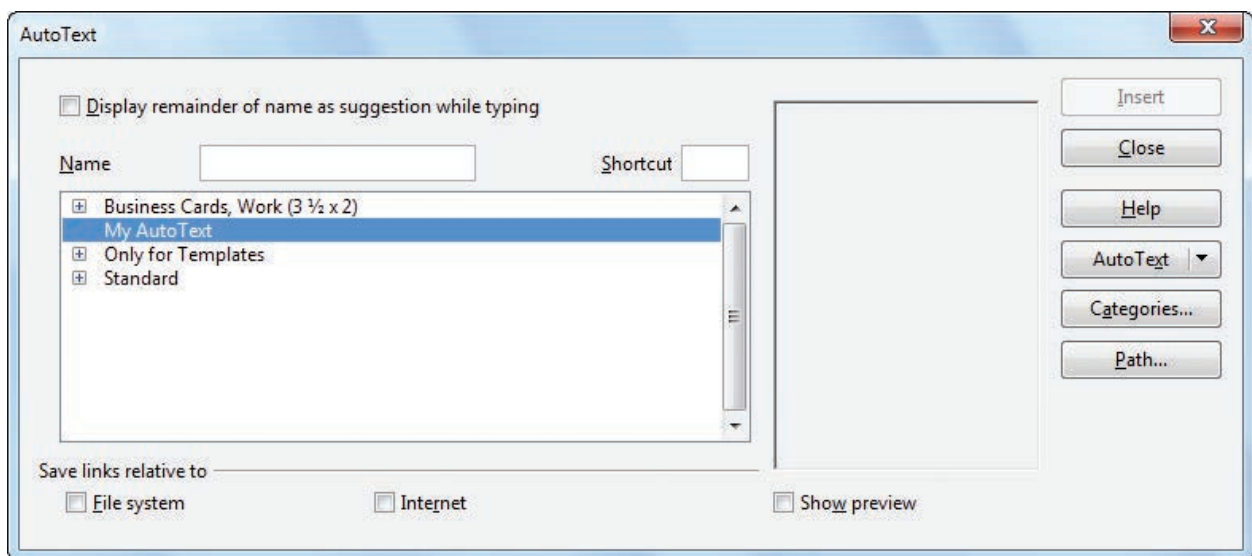 AutoText
Display remainder of name as suggestion while typing
Name
Shortcut
Business Cards, Work (3 ½ x 2)
My AutoText
Only for Templates
Standard
Save links relative to
File system
Internet
Show preview
Insert
Close
Help
AutoText
Categories...
Path...